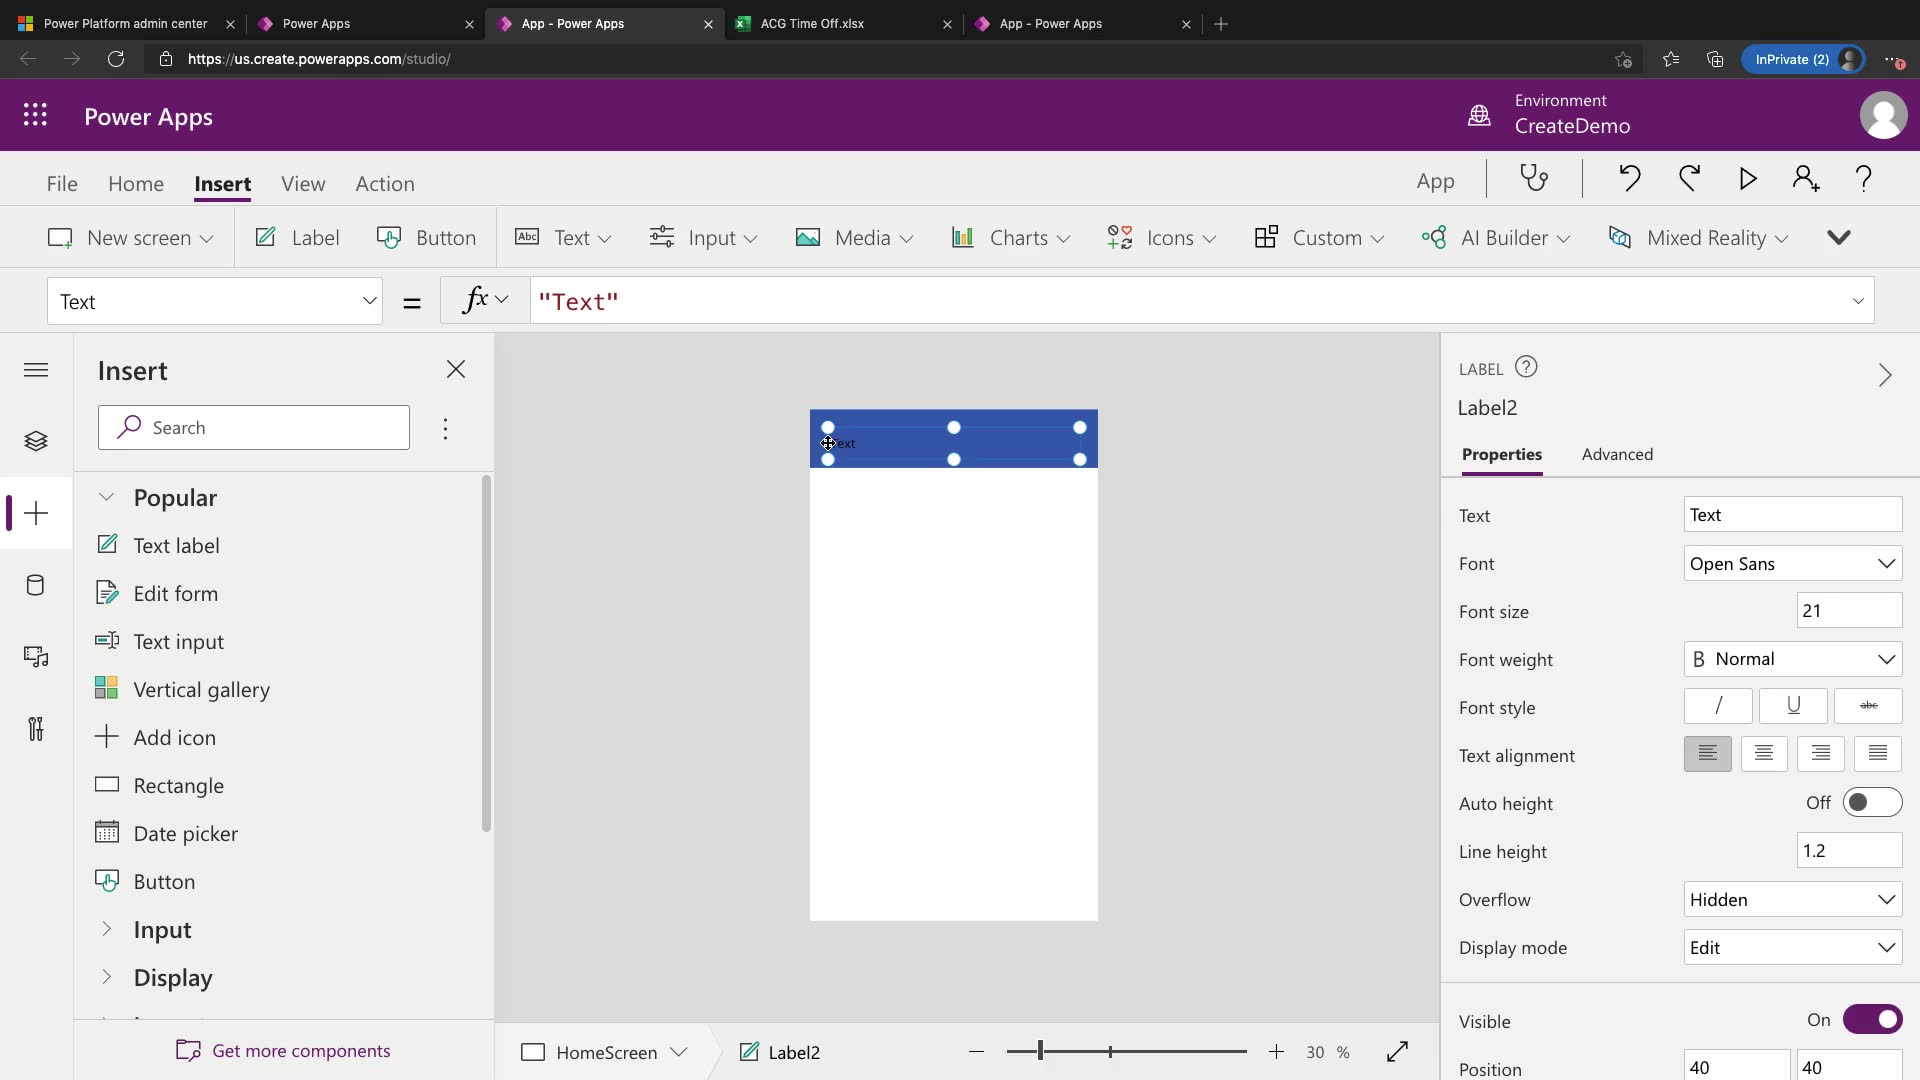 Power Platform admin center
Power Apps
App - Power Apps
ACG Time Off.xlsx
App - Power Apps
https://us.create.powerapps.com/studio/
InPrivate (2)
Power Apps
Environment
CreateDemo
File
Home
Insert
View
Action
App
New screen
Label
Button
Abc Text
Input
Media
Charts
Icons
Custom
AI Builder
Mixed Reality
Text
=
fx
"Text"
Insert
Search
Popular
Text label
Edit form
Text input
Vertical gallery
Add icon
Rectangle
Date picker
Button
Input
Display
Get more components
HomeScreen
Label2
30 %
LABEL
Label2
Properties
Advanced
Text
Text
Font
Open Sans
Font size
21
Font weight
B Normal
Font style
/ U abc
Text alignment
Auto height
Off
Line height
1.2
Overflow
Hidden
Display mode
Edit
Visible
On
Position
40
40